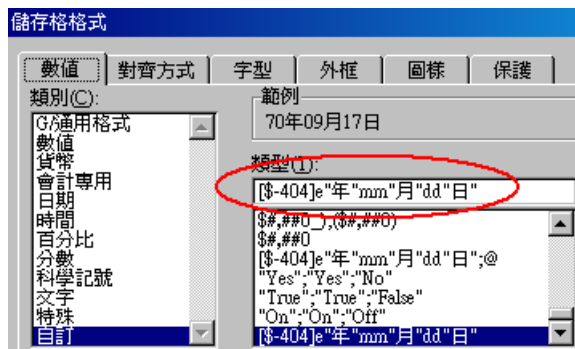 儲存格格式
數值 對齊方式 字型 外框 圖樣 保護
類別(C):
G/通用格式
數值
貨幣
會計專用
日期
時間
百分比
分數
科學記號
文字
特殊
自訂
範例
70年09月17日
類型(T):
[$-404]e"年"mm"月"dd"日"
$#,##0_),($#,##0)
$#,##0
[$-404]e"年"mm"月"dd"日";@
"Yes";"Yes";"No"
"True";"True";"False"
"On";"On";"Off"
[$-404]e"年"mm"月"dd"日"